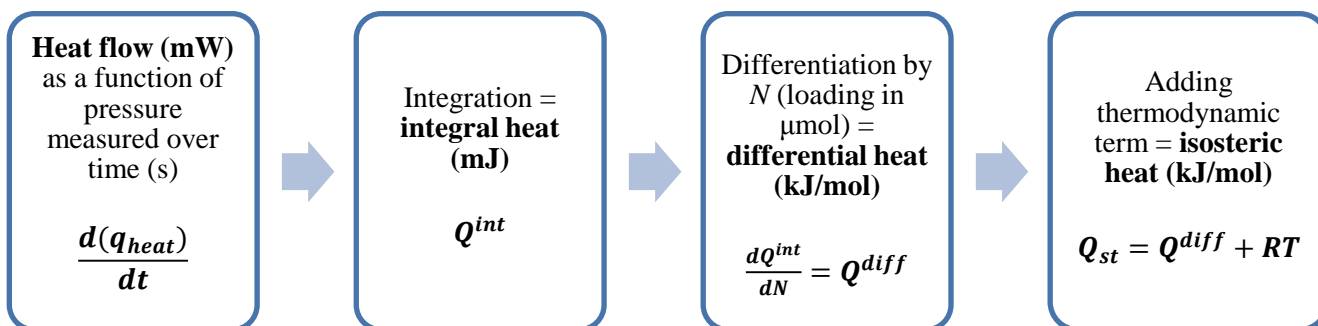 Heat flow (mW)
as a function of
pressure
measured over
time (s)
d(q_heat)
dt
Integration =
integral heat
(mJ)
Q^int
Differentiation by
N (loading in
μmol) =
differential heat
(kJ/mol)
dQ^int/dN = Q^diff
Adding
thermodynamic
term = isosteric
heat (kJ/mol)
Q_st = Q^diff + RT